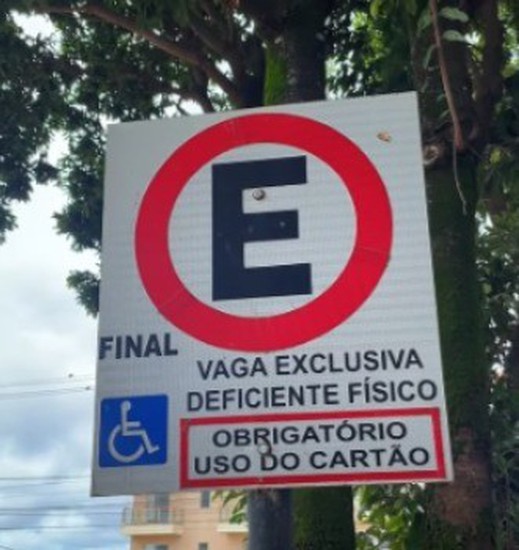 E
FINAL
VAGA EXCLUSIVA
DEFICIENTE FÍSICO
OBRIGATÓRIO
USO DO CARTÃO